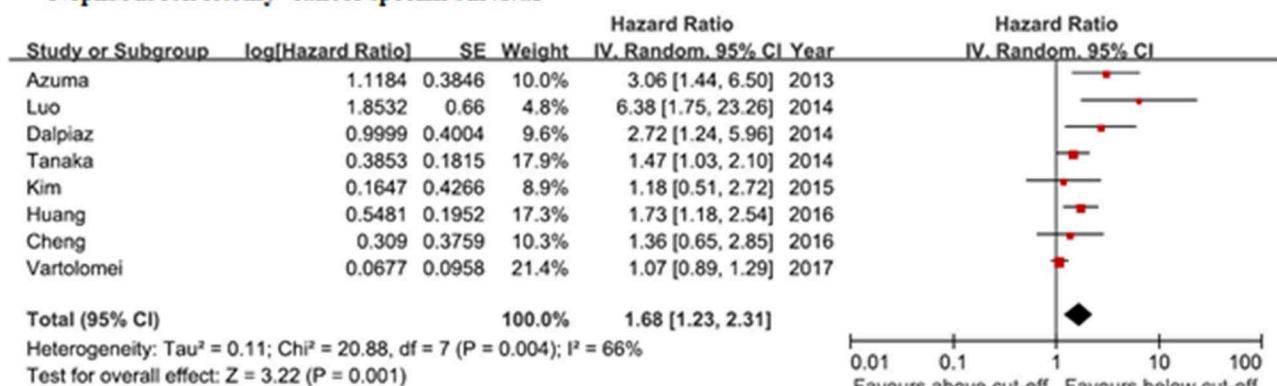 Hazard Ratio Hazard Ratio
Study or Subgroup log[Hazard Ratio] SE Weight IV. Random. 95% CI Year IV. Random. 95% CI
Azuma 1.1184 0.3846 10.0% 3.06 [1.44, 6.50] 2013
Luo 1.8532 0.66 4.8% 6.38 [1.75, 23.26] 2014
Dalpiaz 0.9999 0.4004 9.6% 2.72 [1.24, 5.96] 2014
Tanaka 0.3853 0.1815 17.9% 1.47 [1.03, 2.10] 2014
Kim 0.1647 0.4266 8.9% 1.18 [0.51, 2.72] 2015
Huang 0.5481 0.1952 17.3% 1.73 [1.18, 2.54] 2016
Cheng 0.309 0.3759 10.3% 1.36 [0.65, 2.85] 2016
Vartolomei 0.0677 0.0958 21.4% 1.07 [0.89, 1.29] 2017
Total (95% CI) 100.0% 1.68 [1.23, 2.31]
Heterogeneity: Tau² = 0.11; Chi² = 20.88, df = 7 (P = 0.004); I² = 66%
Test for overall effect: Z = 3.22 (P = 0.001)
0.01 0.1 1 10 100
Favours above cut-off Favours below cut-off